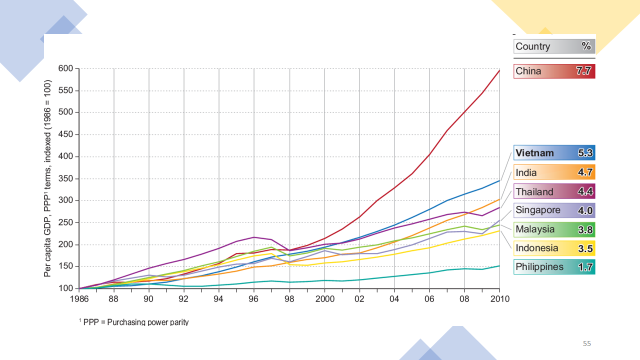 Country %
China 7.7
Vietnam 5.3
India 4.7
Thailand 4.4
Singapore 4.0
Malaysia 3.8
Indonesia 3.5
Philippines 1.7
Per capita GDP, PPP¹ terms, indexed (1986 = 100)
600
550
500
450
400
350
300
250
200
150
100
1986 88 90 92 94 96 98 2000 02 04 06 08 2010
¹ PPP = Purchasing power parity
55